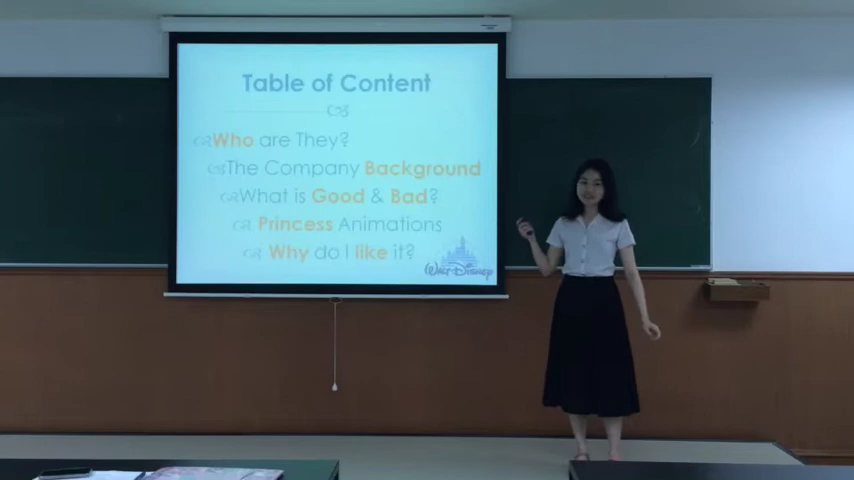 Table of Content
Who are They?
The Company Background
What is Good & Bad?
Princess Animations
Why do I like it?
WALT DISNEY